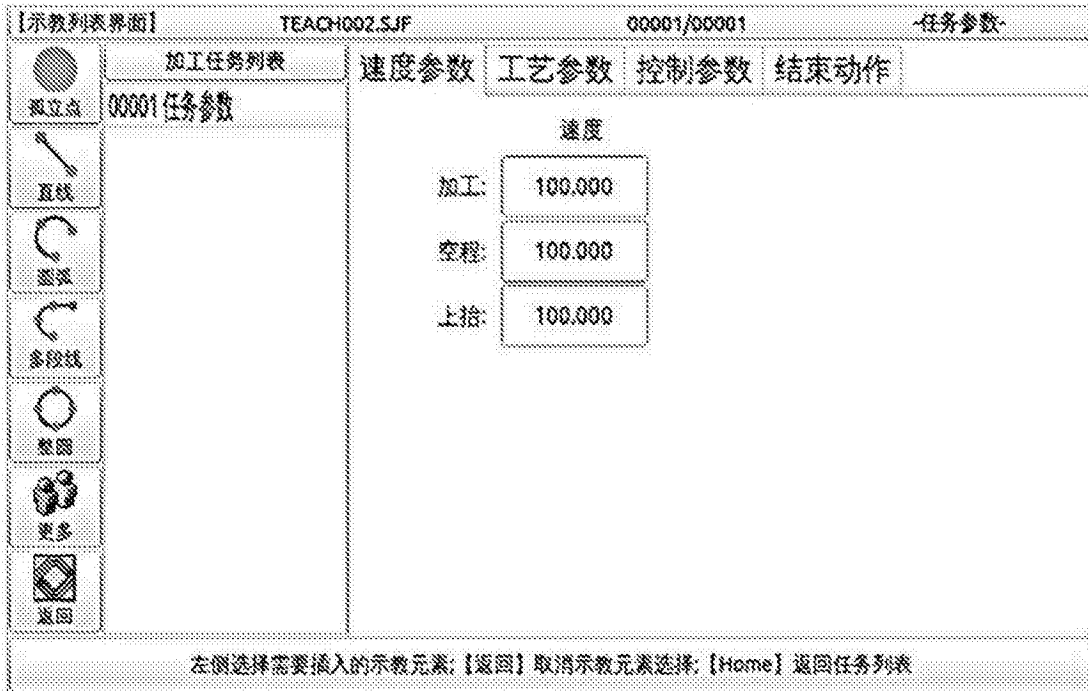 【示教列表界面】 TEACH002.SJF 00001/00001 -任务参数-
孤立点
直线
圆弧
多段线
整圆
更多
返回
加工任务列表
00001 任务参数
速度参数 工艺参数 控制参数 结束动作
速度
加工: 100.000
空程: 100.000
上抬: 100.000
左侧选择需要插入的示教元素;【返回】取消示教元素选择;【Home】返回任务列表